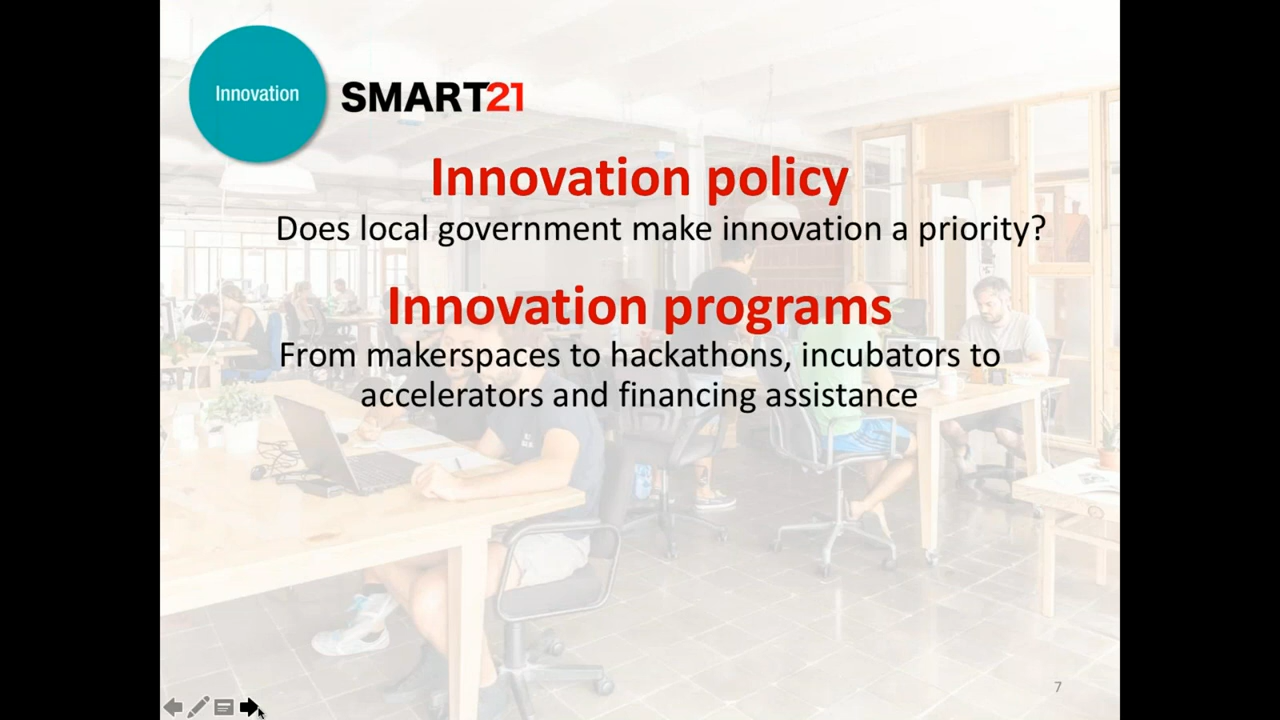 Innovation
SMART21
Innovation policy
Does local government make innovation a priority?
Innovation programs
From makerspaces to hackathons, incubators to
accelerators and financing assistance
7